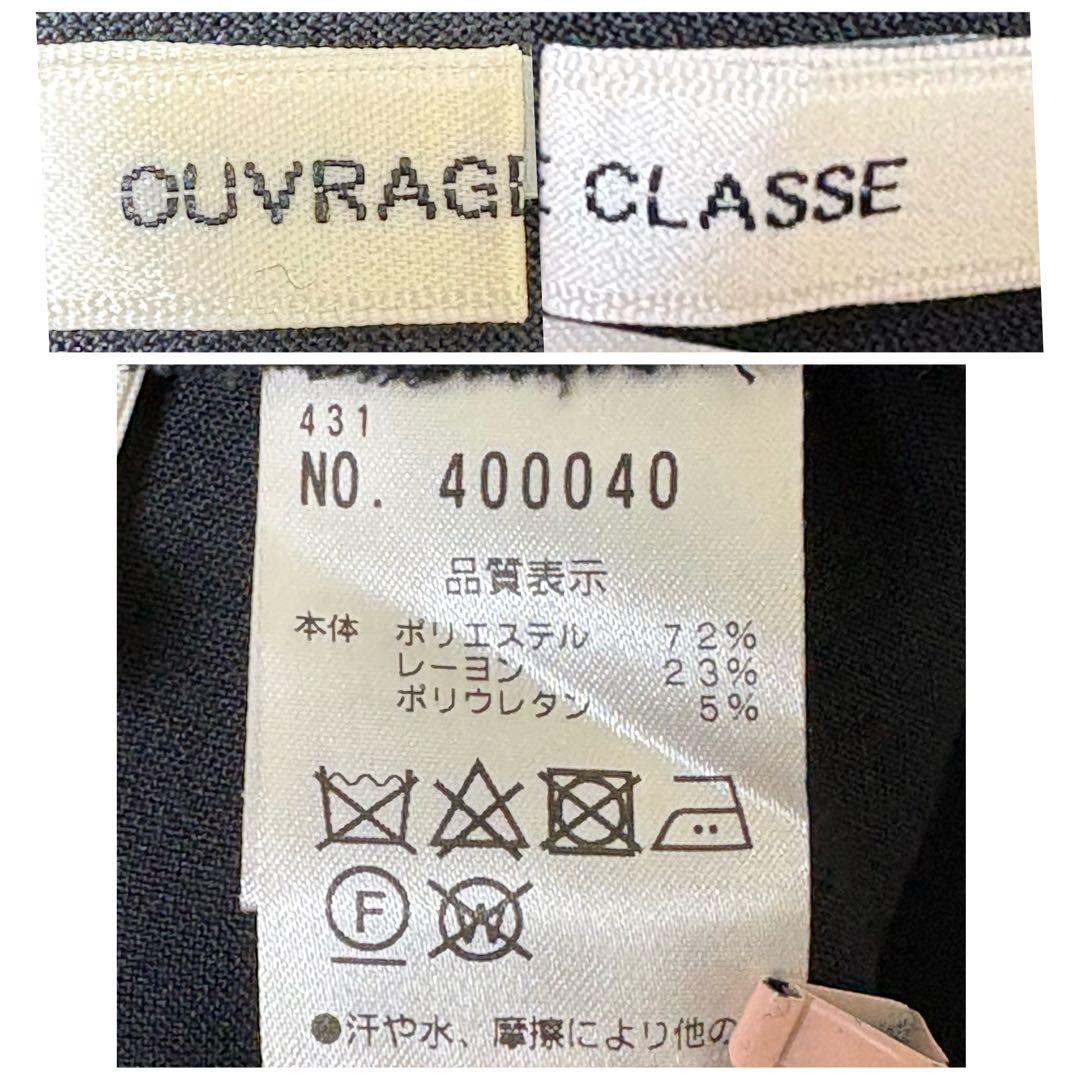 OUVRAGE CLASSE
431
NO. 400040
品質表示
本体 ポリエステル 72%
レーヨン 23%
ポリウレタン 5%
F W
●汗や水、摩擦により他の